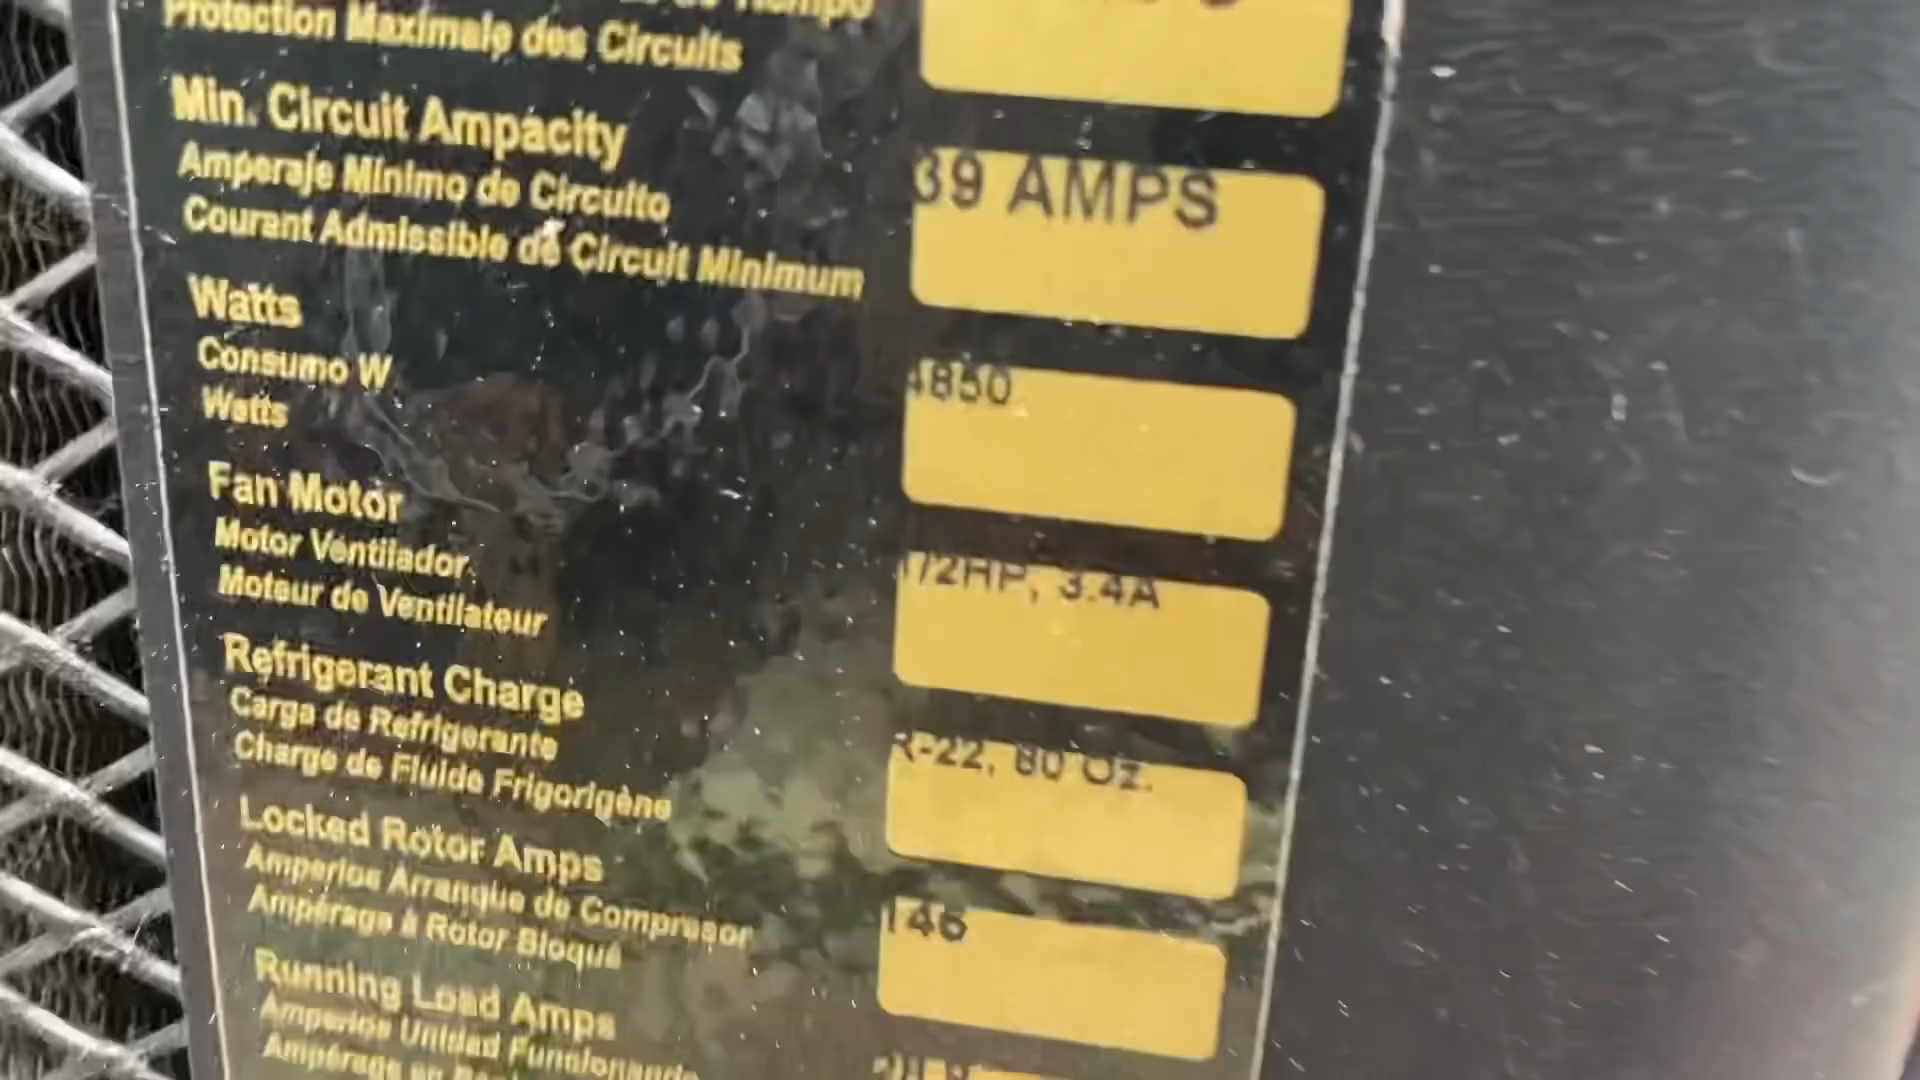 Protection Maximale des Circuits
Min. Circuit Ampacity
39 AMPS
Amperaje Minimo de Circuito
Courant Admissible de Circuit Minimum
Watts
4850
Consumo W
Watts
Fan Motor
1/2HP, 3.4A
Motor Ventilador
Moteur de Ventilateur
Refrigerant Charge
R-22, 80 Oz.
Carga de Refrigerante
Charge de Fluide Frigorigène
Locked Rotor Amps
146
Amperios Arranque de Compresor
Ampérage à Rotor Bloqué
Running Load Amps
Amperios Unidad Funcionando
Ampérage en